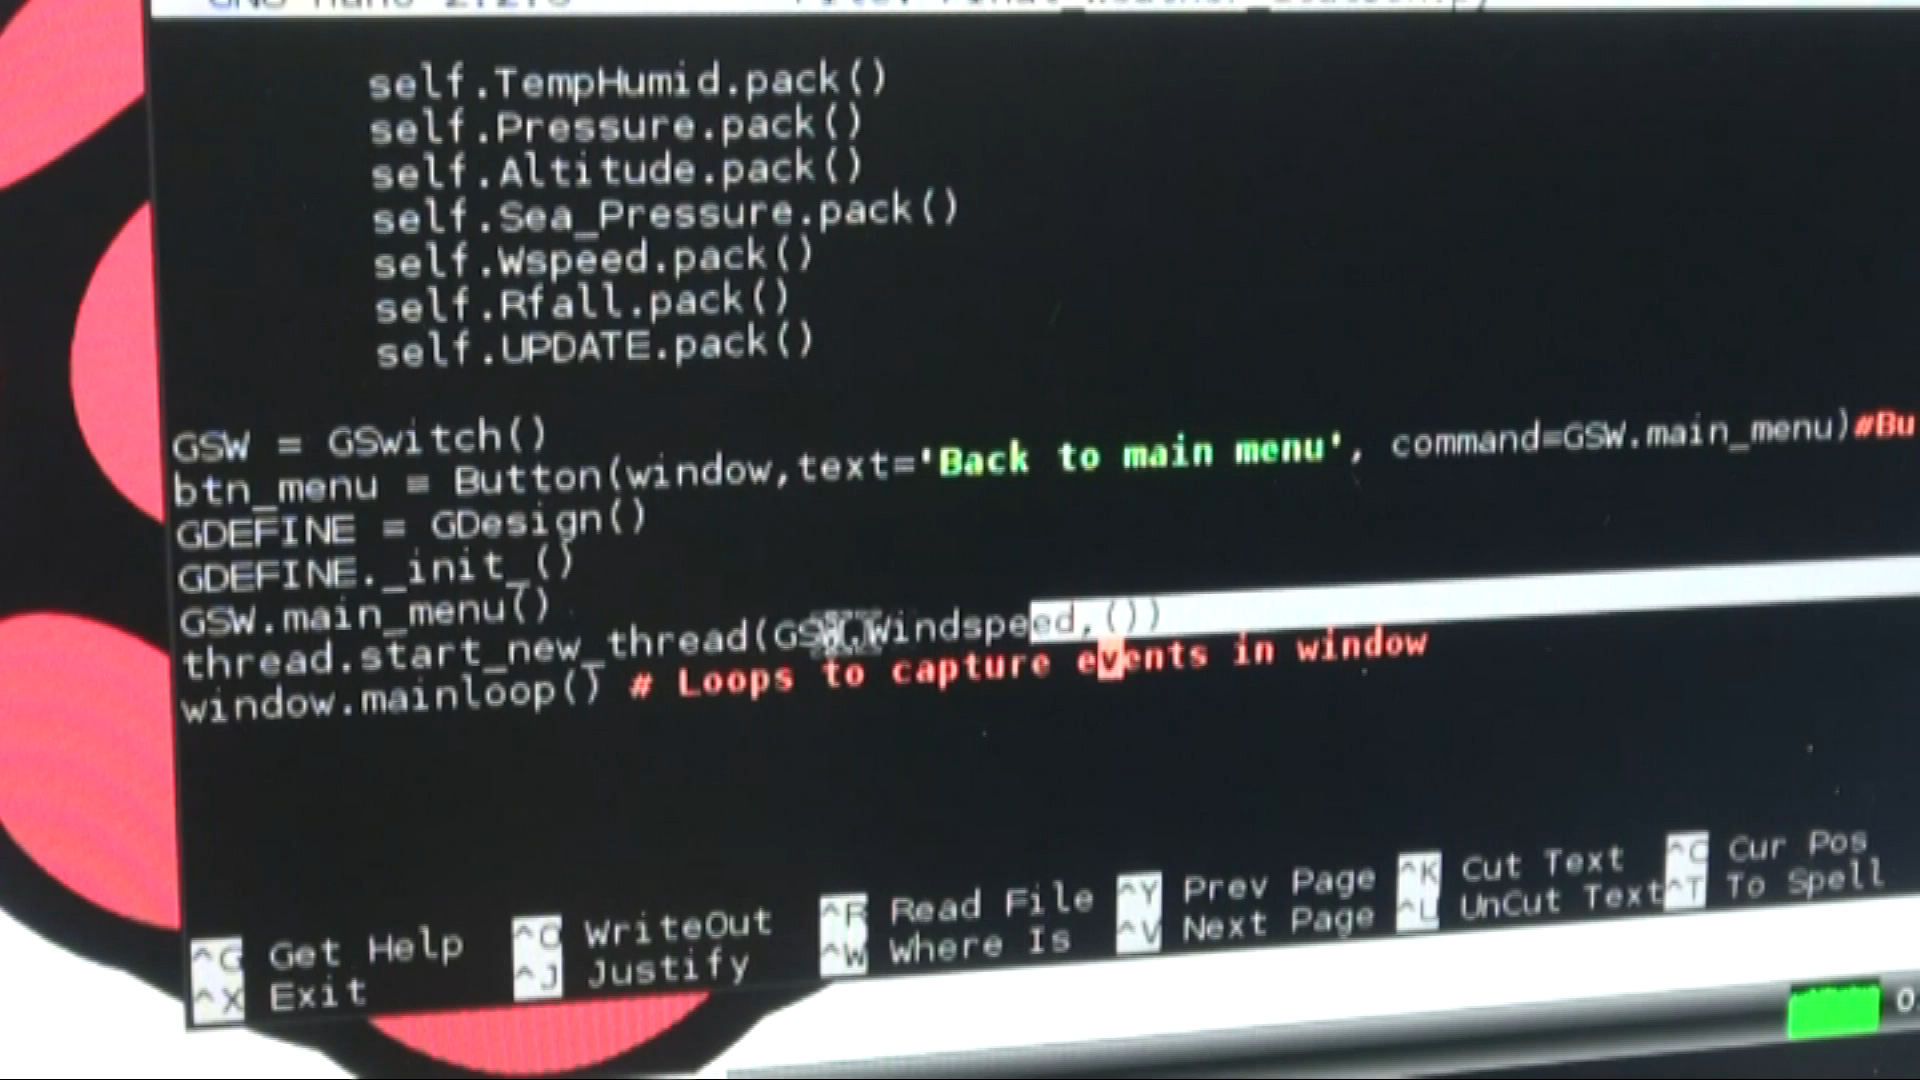 self.TempHumid.pack()
self.Pressure.pack()
self.Altitude.pack()
self.Sea_Pressure.pack()
self.Wspeed.pack()
self.Rfall.pack()
self.UPDATE.pack()
GSW = GSwitch()
btn_menu = Button(window,text='Back to main menu', command=GSW.main_menu)#Bu
GDEFINE = GDesign()
GDEFINE._init_()
GSW.main_menu()
thread.start_new_thread(GSW.Windspeed,())
window.mainloop() # Loops to capture events in window
^G Get Help ^O WriteOut ^R Read File ^Y Prev Page ^K Cut Text ^C Cur Pos
^X Exit ^J Justify ^W Where Is ^V Next Page ^U UnCut Text ^T To Spell